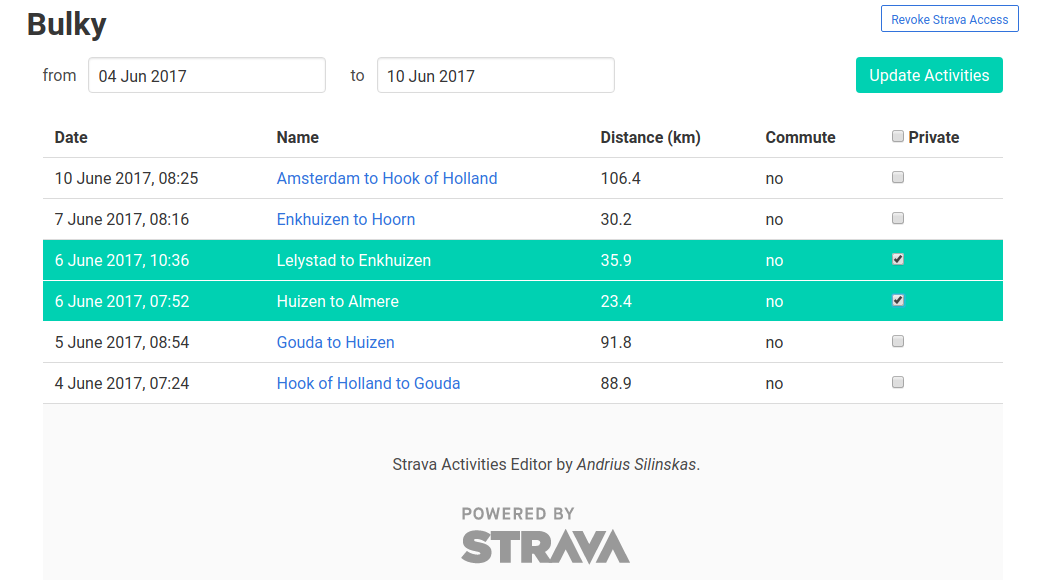 Bulky
Revoke Strava Access
from 04 Jun 2017 to 10 Jun 2017 Update Activities
Date Name Distance (km) Commute Private
10 June 2017, 08:25 Amsterdam to Hook of Holland 106.4 no
7 June 2017, 08:16 Enkhuizen to Hoorn 30.2 no
6 June 2017, 10:36 Lelystad to Enkhuizen 35.9 no
6 June 2017, 07:52 Huizen to Almere 23.4 no
5 June 2017, 08:54 Gouda to Huizen 91.8 no
4 June 2017, 07:24 Hook of Holland to Gouda 88.9 no
Strava Activities Editor by Andrius Silinskas.
POWERED BY
STRAVA